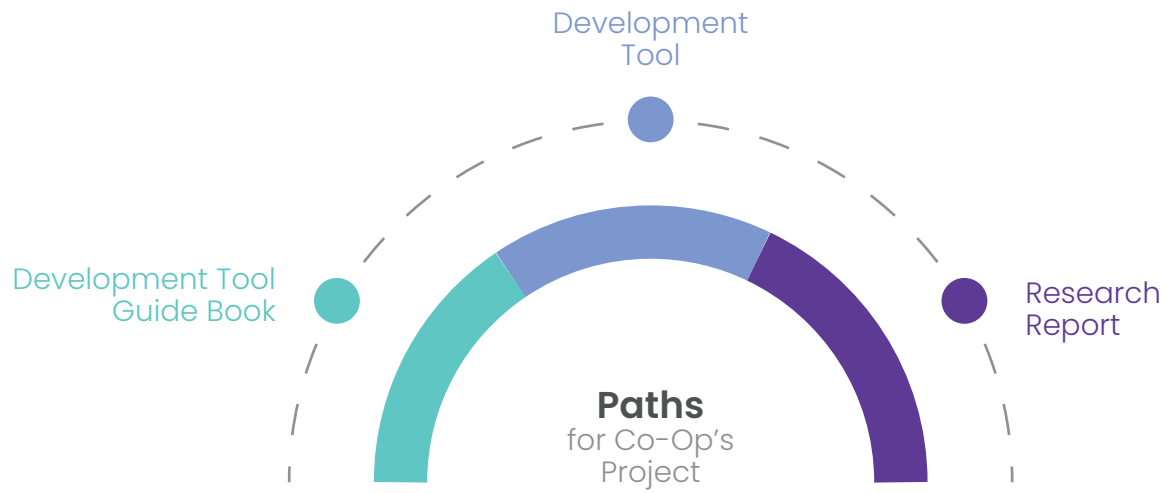 Development
Tool
Development Tool
Guide Book
Research
Report
Paths
for Co-Op’s
Project